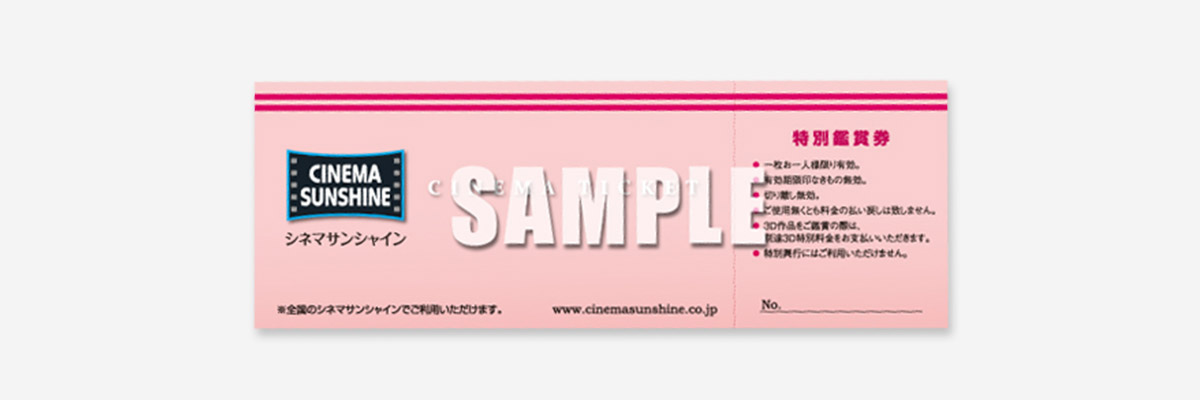 CINEMA
SUNSHINE
シネマサンシャイン
CINEMA TICKET
SAMPLE
※全国のシネマサンシャインでご利用いただけます。
www.cinemasunshine.co.jp
特別鑑賞券
● 一枚お一人様限り有効。
● 有効期限印なきもの無効。
● 切り離し無効。
● ご使用無くとも料金の払い戻しは致しません。
● 3D作品をご鑑賞の際は、
別途3D特別料金をお支払いいただきます。
● 特別興行にはご利用いただけません。
No.